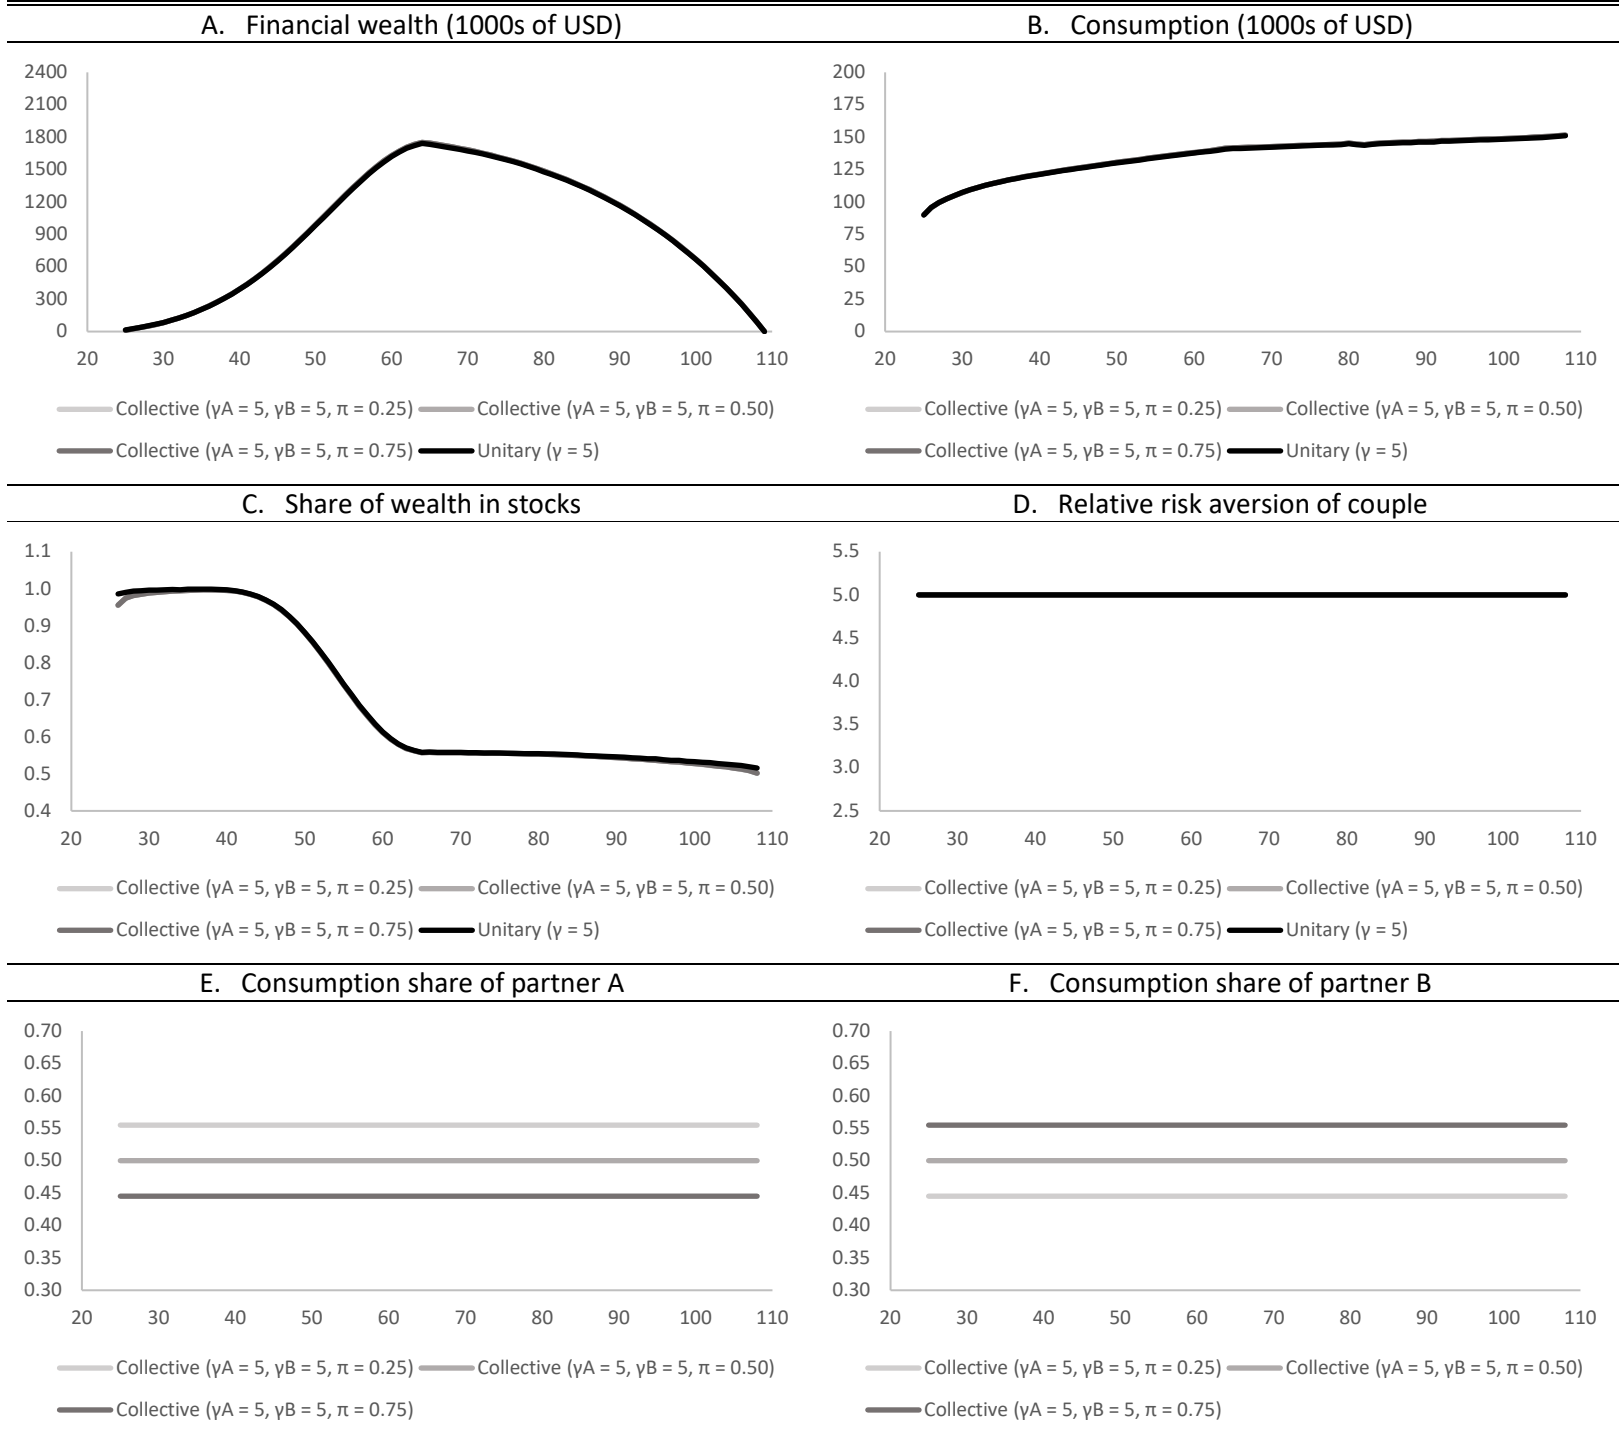 A. Financial wealth (1000s of USD)
2400
2100
1800
1500
1200
900
600
300
0
20 30 40 50 60 70 80 90 100 110
Collective (γA = 5, γB = 5, π = 0.25) Collective (γA = 5, γB = 5, π = 0.50)
Collective (γA = 5, γB = 5, π = 0.75) Unitary (γ = 5)
B. Consumption (1000s of USD)
200
175
150
125
100
75
50
25
0
20 30 40 50 60 70 80 90 100 110
Collective (γA = 5, γB = 5, π = 0.25) Collective (γA = 5, γB = 5, π = 0.50)
Collective (γA = 5, γB = 5, π = 0.75) Unitary (γ = 5)
C. Share of wealth in stocks
1.1
1.0
0.9
0.8
0.7
0.6
0.5
0.4
20 30 40 50 60 70 80 90 100 110
Collective (γA = 5, γB = 5, π = 0.25) Collective (γA = 5, γB = 5, π = 0.50)
Collective (γA = 5, γB = 5, π = 0.75) Unitary (γ = 5)
D. Relative risk aversion of couple
5.5
5.0
4.5
4.0
3.5
3.0
2.5
20 30 40 50 60 70 80 90 100 110
Collective (γA = 5, γB = 5, π = 0.25) Collective (γA = 5, γB = 5, π = 0.50)
Collective (γA = 5, γB = 5, π = 0.75) Unitary (γ = 5)
E. Consumption share of partner A
0.70
0.65
0.60
0.55
0.50
0.45
0.40
0.35
0.30
20 30 40 50 60 70 80 90 100 110
Collective (γA = 5, γB = 5, π = 0.25) Collective (γA = 5, γB = 5, π = 0.50)
Collective (γA = 5, γB = 5, π = 0.75)
F. Consumption share of partner B
0.70
0.65
0.60
0.55
0.50
0.45
0.40
0.35
0.30
20 30 40 50 60 70 80 90 100 110
Collective (γA = 5, γB = 5, π = 0.25) Collective (γA = 5, γB = 5, π = 0.50)
Collective (γA = 5, γB = 5, π = 0.75)